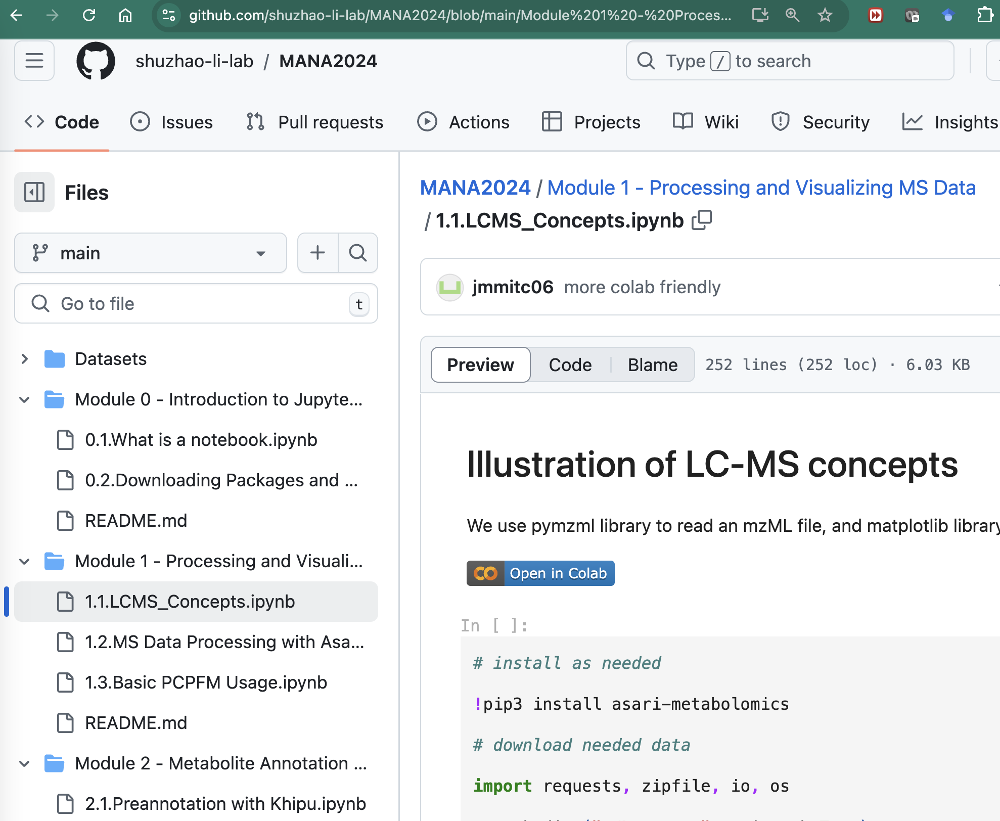 github.com/shuzhao-li-lab/MANA2024/blob/main/Module%201%20-%20Proces...
shuzhao-li-lab / MANA2024
Type / to search
Code Issues Pull requests Actions Projects Wiki Security Insights
Files
main
Go to file t
Datasets
Module 0 - Introduction to Jupyte...
0.1.What is a notebook.ipynb
0.2.Downloading Packages and ...
README.md
Module 1 - Processing and Visuali...
1.1.LCMS_Concepts.ipynb
1.2.MS Data Processing with Asa...
1.3.Basic PCPFM Usage.ipynb
README.md
Module 2 - Metabolite Annotation ...
2.1.Preannotation with Khipu.ipynb
MANA2024 / Module 1 - Processing and Visualizing MS Data
/ 1.1.LCMS_Concepts.ipynb
jmmitc06 more colab friendly
Preview Code Blame 252 lines (252 loc) · 6.03 KB
Illustration of LC-MS concepts
We use pymzml library to read an mzML file, and matplotlib library
Open in Colab
In [ ]:
# install as needed
!pip3 install asari-metabolomics
# download needed data
import requests, zipfile, io, os